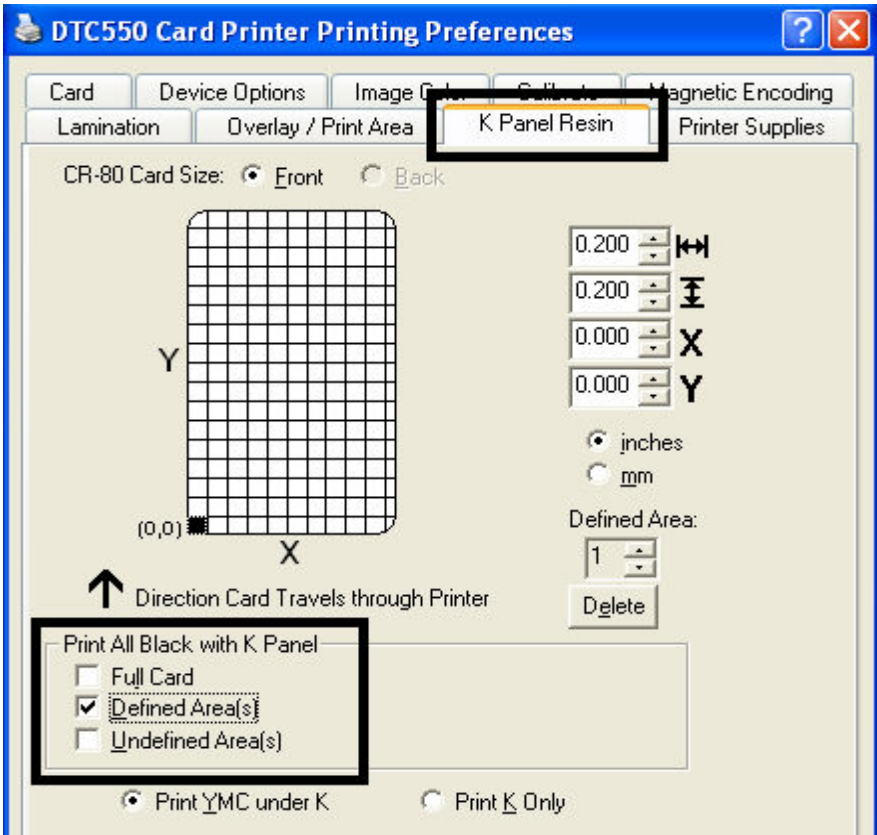 DTC550 Card Printer Printing Preferences
Card Device Options Image Color Calibrate Magnetic Encoding
Lamination Overlay / Print Area K Panel Resin Printer Supplies
CR-80 Card Size: Front Back
0.200
0.200
0.000 X
Y
0.000 Y
inches
mm
(0,0)
Defined Area:
X
1
Direction Card Travels through Printer
Delete
Print All Black with K Panel
Full Card
Defined Area(s)
Undefined Area(s)
Print YMC under K Print K Only